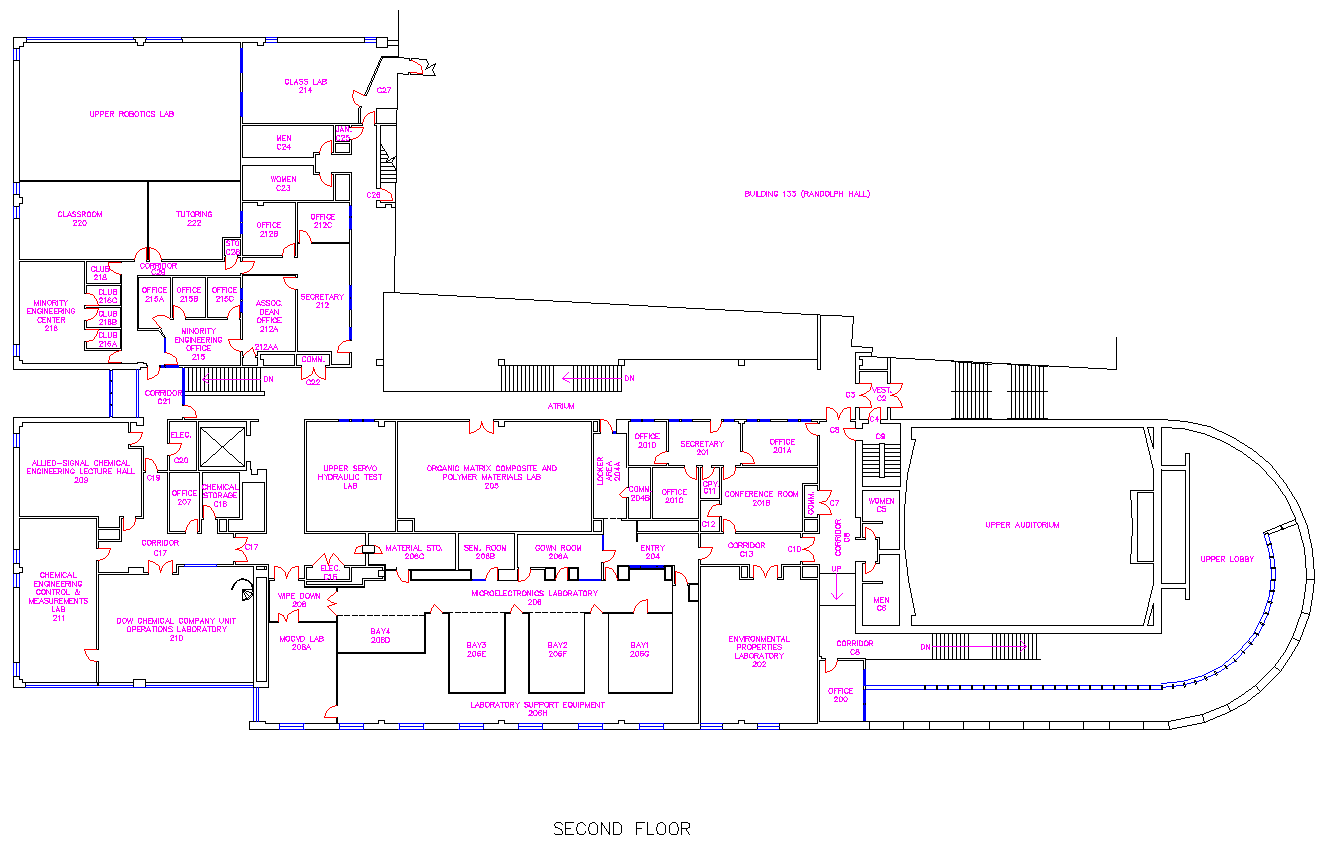 CLASS LAB
214
C27
UPPER ROBOTICS LAB
JAN.
C25
MEN
C24
WOMEN
C23
C26
BUILDING 133 (RANDOLPH HALL)
CLASSROOM
220
TUTORING
222
OFFICE
212B
OFFICE
212C
STO
C28
CORRIDOR
C29
CLUB
218
MINORITY
ENGINEERING
CENTER
218
CLUB
218C
CLUB
218B
CLUB
218A
OFFICE
215A
OFFICE
215B
OFFICE
215C
ASSOC.
DEAN
OFFICE
212A
SECRETARY
212
MINORITY
ENGINEERING
OFFICE
215
212AA
COMN.
C22
DN
CORRIDOR
C21
DN
ATRIUM
C3
VEST.
C2
C4
C5
C9
ELEC.
C20
ALLIED-SIGNAL CHEMICAL
ENGINEERING LECTURE HALL
209
C19
OFFICE
207
CHEMICAL
STORAGE
C18
UPPER SERVO
HYDRAULIC TEST
LAB
ORGANIC MATRIX COMPOSITE AND
POLYMER MATERIALS LAB
205
LOCKER
AREA
204A
OFFICE
201D
SECRETARY
201
OFFICE
201A
COMN.
204B
OFFICE
201C
CPY.
C11
CONFERENCE ROOM
201B
C12
COMM.
C7
CORRIDOR
C8
WOMEN
C5
UPPER AUDITORIUM
UPPER LOBBY
CORRIDOR
C17
C17
ELEC.
C16
MATERIAL STO.
206C
SEM. ROOM
206B
GOWN ROOM
206A
ENTRY
204
CORRIDOR
C13
C10
UP
MEN
C6
CHEMICAL
ENGINEERING
CONTROL &
MEASUREMENTS
LAB
211
DOW CHEMICAL COMPANY UNIT
OPERATIONS LABORATORY
210
WIPE DOWN
208
MOCVD LAB
208A
MICROELECTRONICS LABORATORY
206
BAY4
206D
BAY3
206E
BAY2
206F
BAY1
206G
ENVIRONMENTAL
PROPERTIES
LABORATORY
202
CORRIDOR
C8
DN
OFFICE
200
LABORATORY SUPPORT EQUIPMENT
206H
SECOND FLOOR